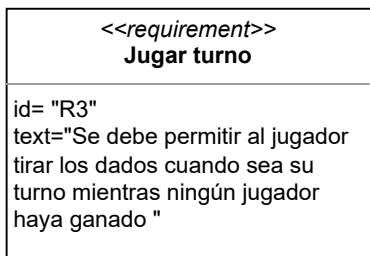 <<requirement>>
Jugar turno
id= "R3"
text="Se debe permitir al jugador
tirar los dados cuando sea su
turno mientras ningún jugador
haya ganado "